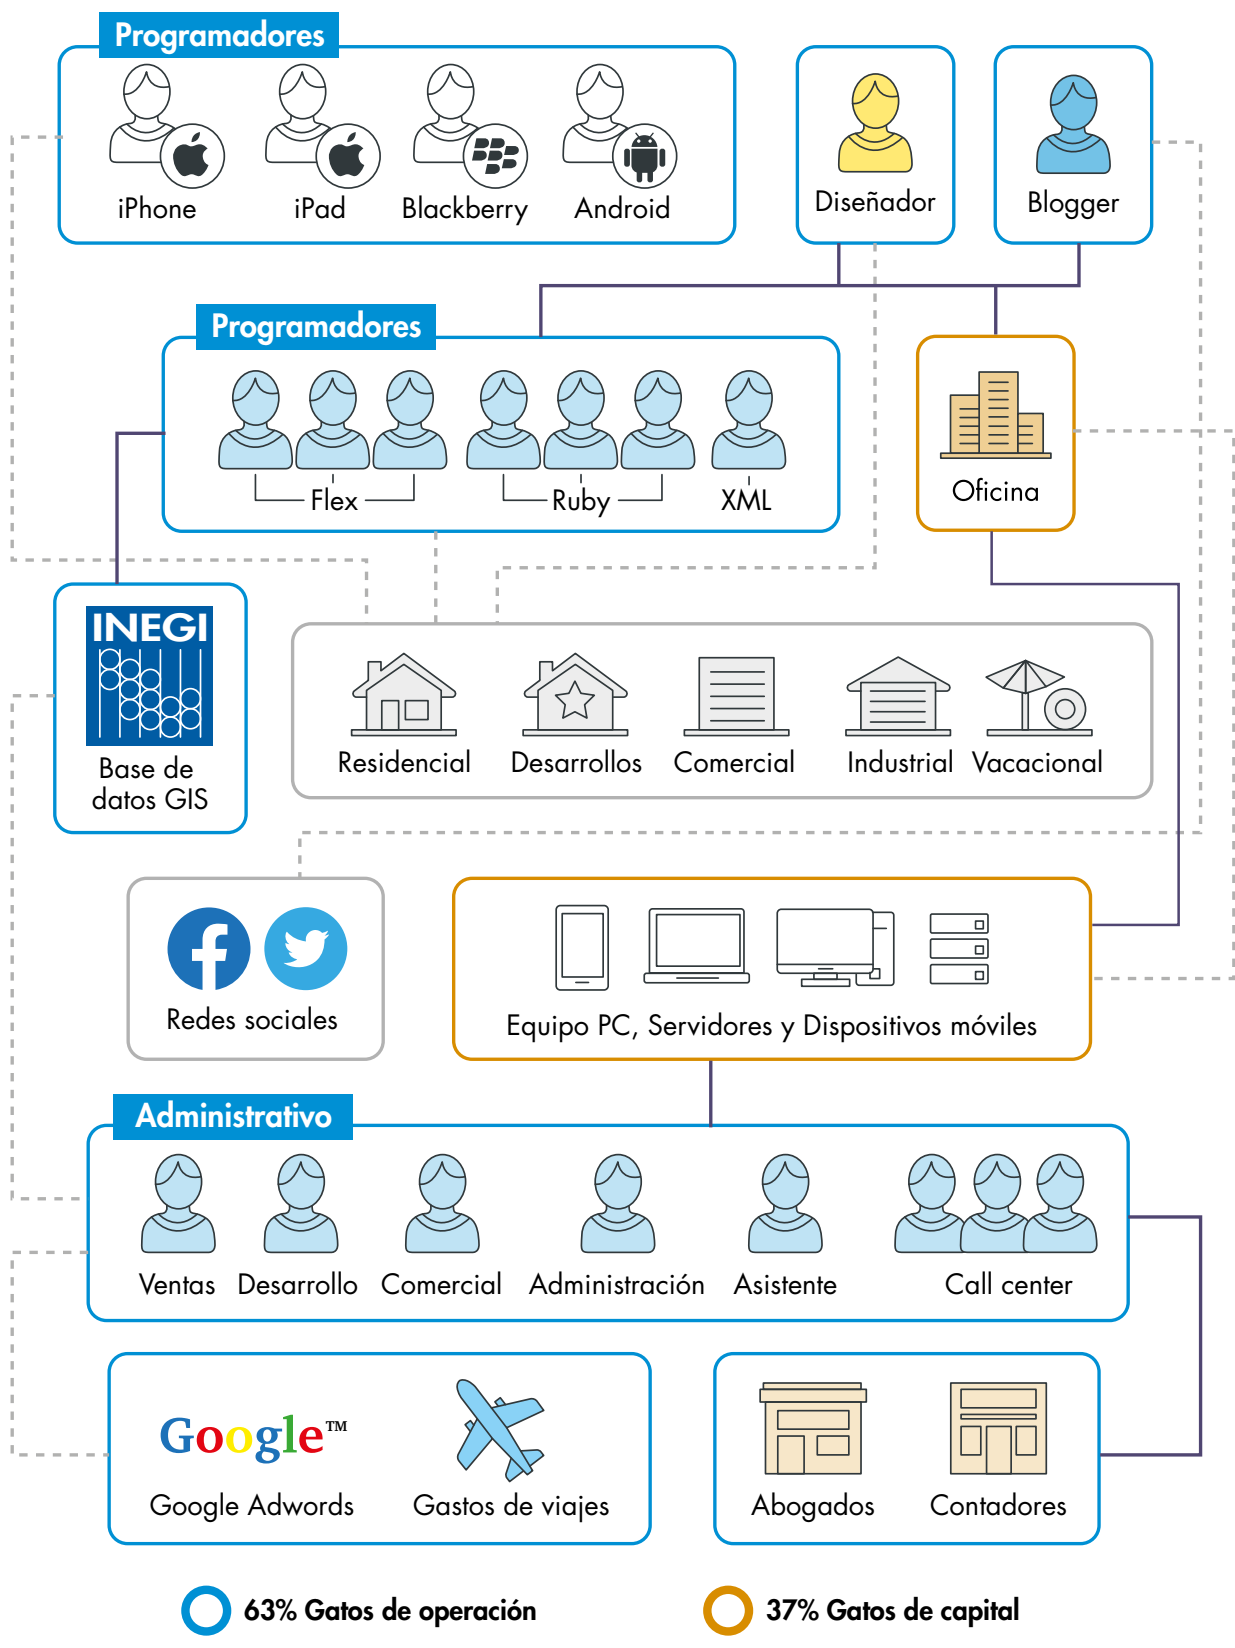 Programadores
iPhone
iPad
Blackberry
Android
Diseñador
Blogger
Programadores
Flex
Ruby
XML
Oficina
INEGI
Base de
datos GIS
Residencial
Desarrollos
Comercial
Industrial
Vacacional
Redes sociales
Equipo PC, Servidores y Dispositivos móviles
Administrativo
Ventas
Desarrollo
Comercial
Administración
Asistente
Call center
Google™
Google Adwords
Gastos de viajes
Abogados
Contadores
63% Gatos de operación
37% Gatos de capital